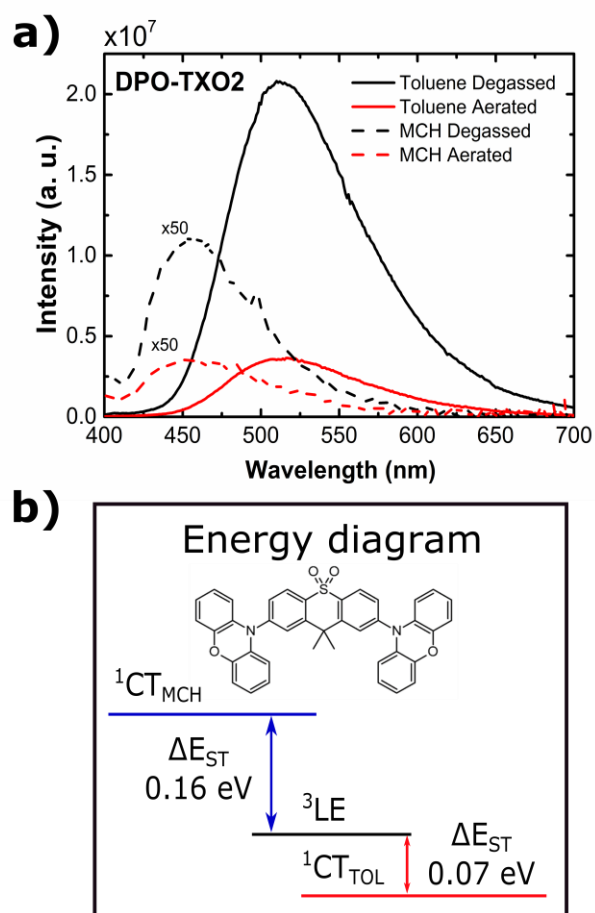 a)
x10⁷
DPO-TXO2
Toluene Degassed
Toluene Aerated
MCH Degassed
MCH Aerated
x50
x50
2.0
1.5
1.0
0.5
0.0
Intensity (a. u.)
400 450 500 550 600 650 700
Wavelength (nm)
b)
Energy diagram
O O
S
N N
O O
¹CT_MCH
ΔE_ST
0.16 eV
³LE
¹CT_TOL
ΔE_ST
0.07 eV